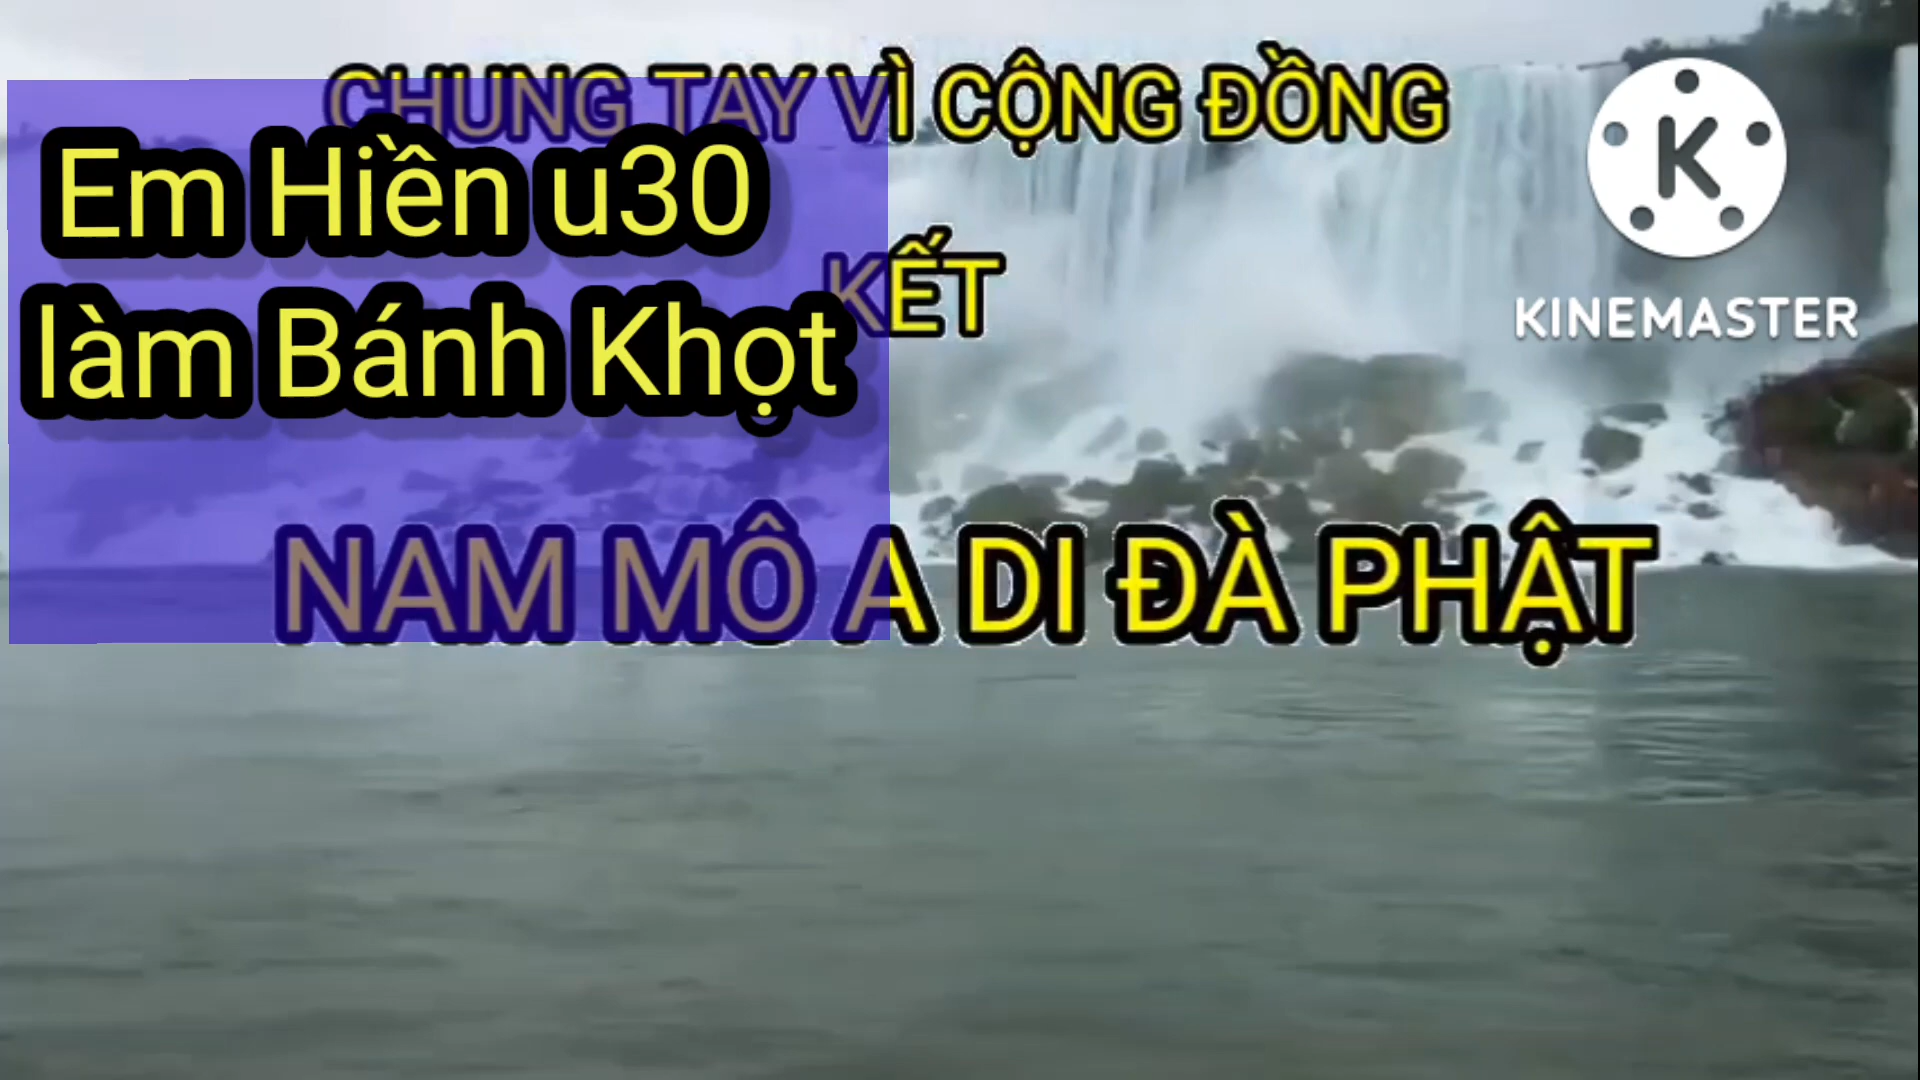 CHUNG TAY VÌ CỘNG ĐỒNG
Em Hiền u30
làm Bánh Khọt
KẾT
KINEMASTER
NAM MÔ A DI ĐÀ PHẬT